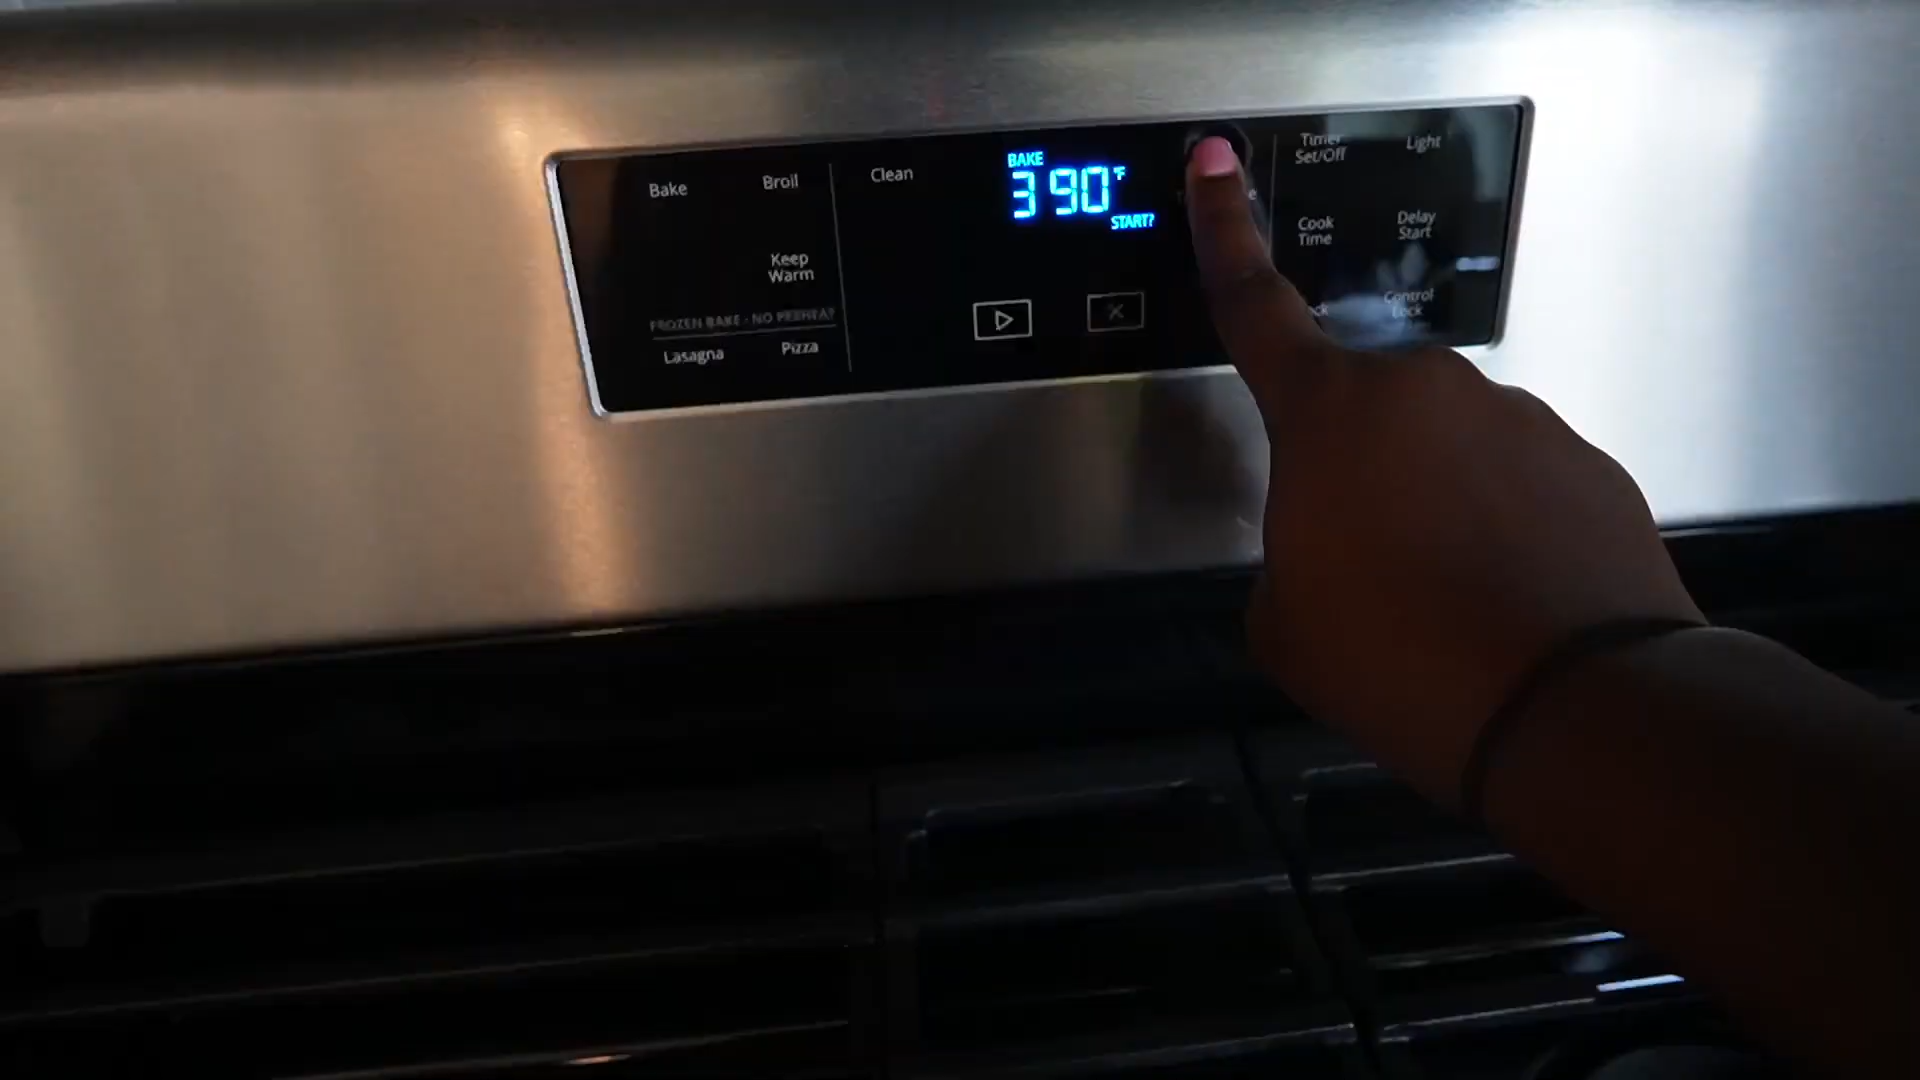 Bake
Broil
Keep
Warm
FROZEN BAKE - NO PREHEAT
Lasagna
Pizza
Clean
BAKE
390°F
START?
Timer
Set/Off
Light
Cook
Time
Delay
Start
Control
Lock